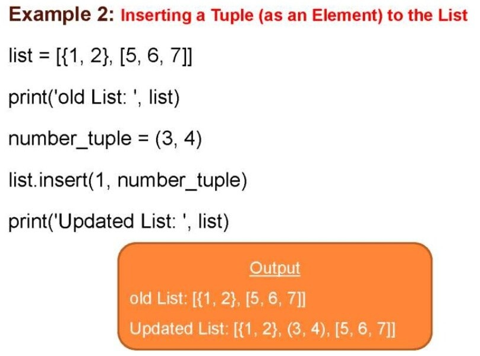 Example 2: Inserting a Tuple (as an Element) to the List
list = [{1, 2}, [5, 6, 7]]
print('old List: ', list)
number_tuple = (3, 4)
list.insert(1, number_tuple)
print('Updated List: ', list)
Output
old List: [{1, 2}, [5, 6, 7]]
Updated List: [{1, 2}, (3, 4), [5, 6, 7]]